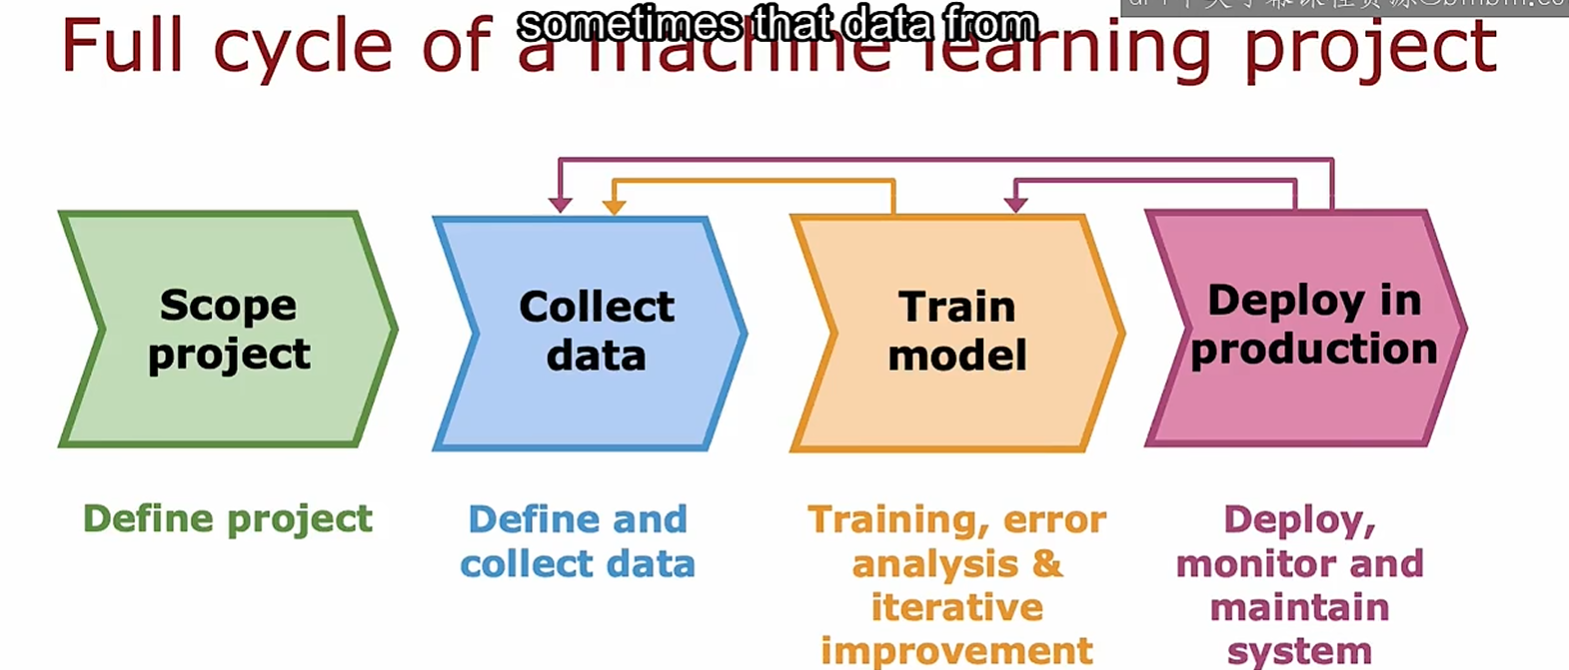 sometimes that data from
Full cycle of a machine learning project
Scope
project
Collect
data
Train
model
Deploy in
production
Define project
Define and
collect data
Training, error
analysis &
iterative
improvement
Deploy,
monitor and
maintain
system